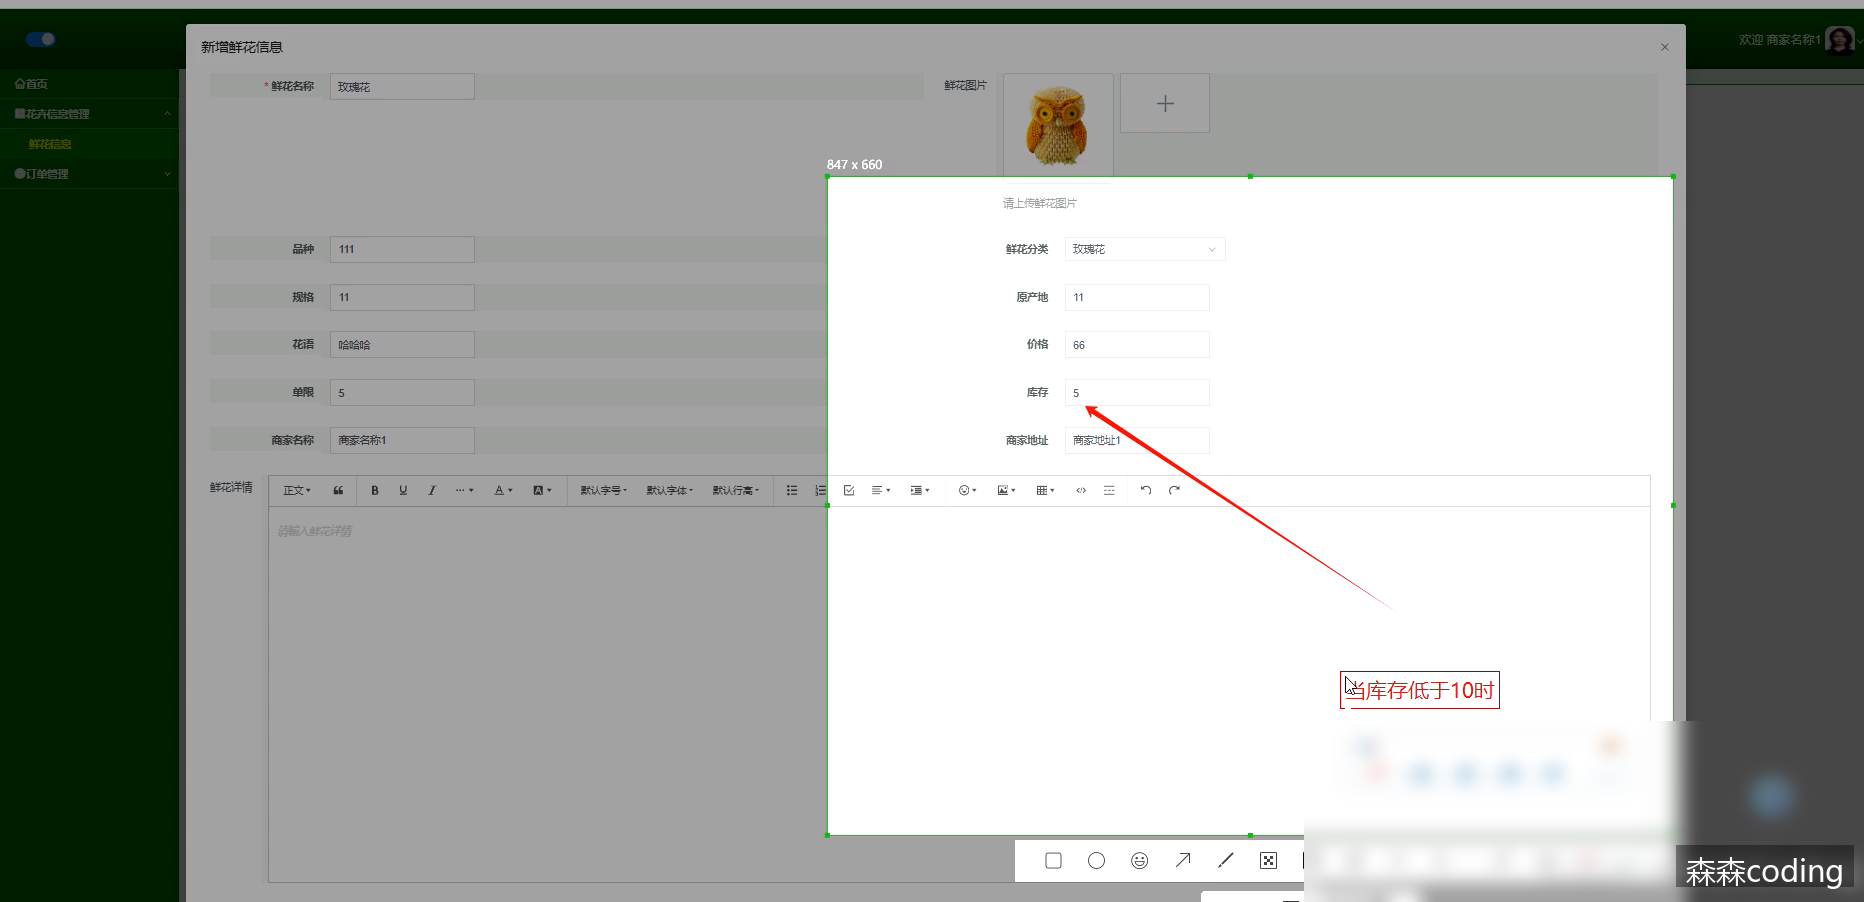 新增鲜花信息
×
欢迎 商家名称1
首页
花卉信息管理
鲜花信息
订单管理
* 鲜花名称
玫瑰花
鲜花图片
847 x 660
请上传鲜花图片
品种
111
鲜花分类
玫瑰花
规格
11
原产地
11
花语
哈哈哈
价格
66
单限
5
库存
5
商家名称
商家名称1
商家地址
商家地址1
鲜花详情
正文
B U I
A A
默认字号 默认字体 默认行高
请输入鲜花详情
当库存低于10时
森森coding